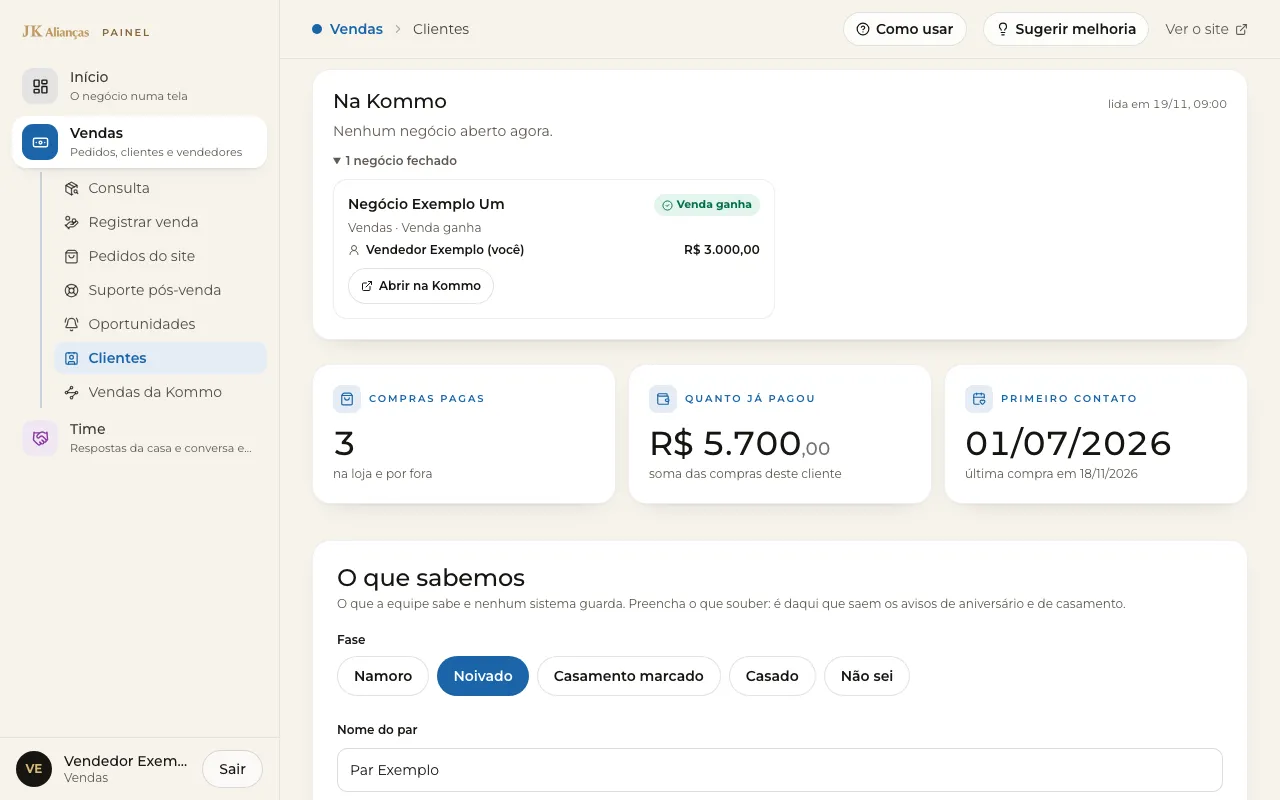 JK Alianças PAINEL
Início
O negócio numa tela
Vendas
Pedidos, clientes e vendedores
Consulta
Registrar venda
Pedidos do site
Suporte pós-venda
Oportunidades
Clientes
Vendas da Kommo
Time
Respostas da casa e conversa e...
VE
Vendedor Exem...
Vendas
Sair
Vendas > Clientes
Como usar
Sugerir melhoria
Ver o site
Na Kommo
lida em 19/11, 09:00
Nenhum negócio aberto agora.
▼ 1 negócio fechado
Negócio Exemplo Um
Venda ganha
Vendas · Venda ganha
Vendedor Exemplo (você)
R$ 3.000,00
Abrir na Kommo
COMPRAS PAGAS
3
na loja e por fora
QUANTO JÁ PAGOU
R$ 5.700,00
soma das compras deste cliente
PRIMEIRO CONTATO
01/07/2026
última compra em 18/11/2026
O que sabemos
O que a equipe sabe e nenhum sistema guarda. Preencha o que souber: é daqui que saem os avisos de aniversário e de casamento.
Fase
Namoro
Noivado
Casamento marcado
Casado
Não sei
Nome do par
Par Exemplo